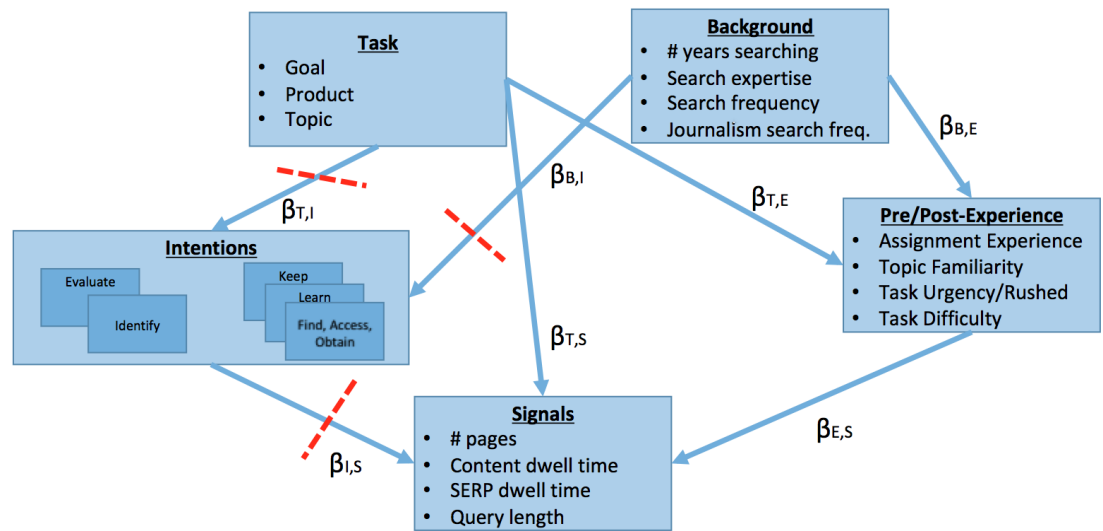 Task
• Goal
• Product
• Topic
Background
• # years searching
• Search expertise
• Search frequency
• Journalism search freq.
βB,E
βB,I
βT,I
βT,E
Intentions
Evaluate
Identify
Keep
Learn
Find, Access,
Obtain
Pre/Post-Experience
• Assignment Experience
• Topic Familiarity
• Task Urgency/Rushed
• Task Difficulty
βT,S
βI,S
βE,S
Signals
• # pages
• Content dwell time
• SERP dwell time
• Query length